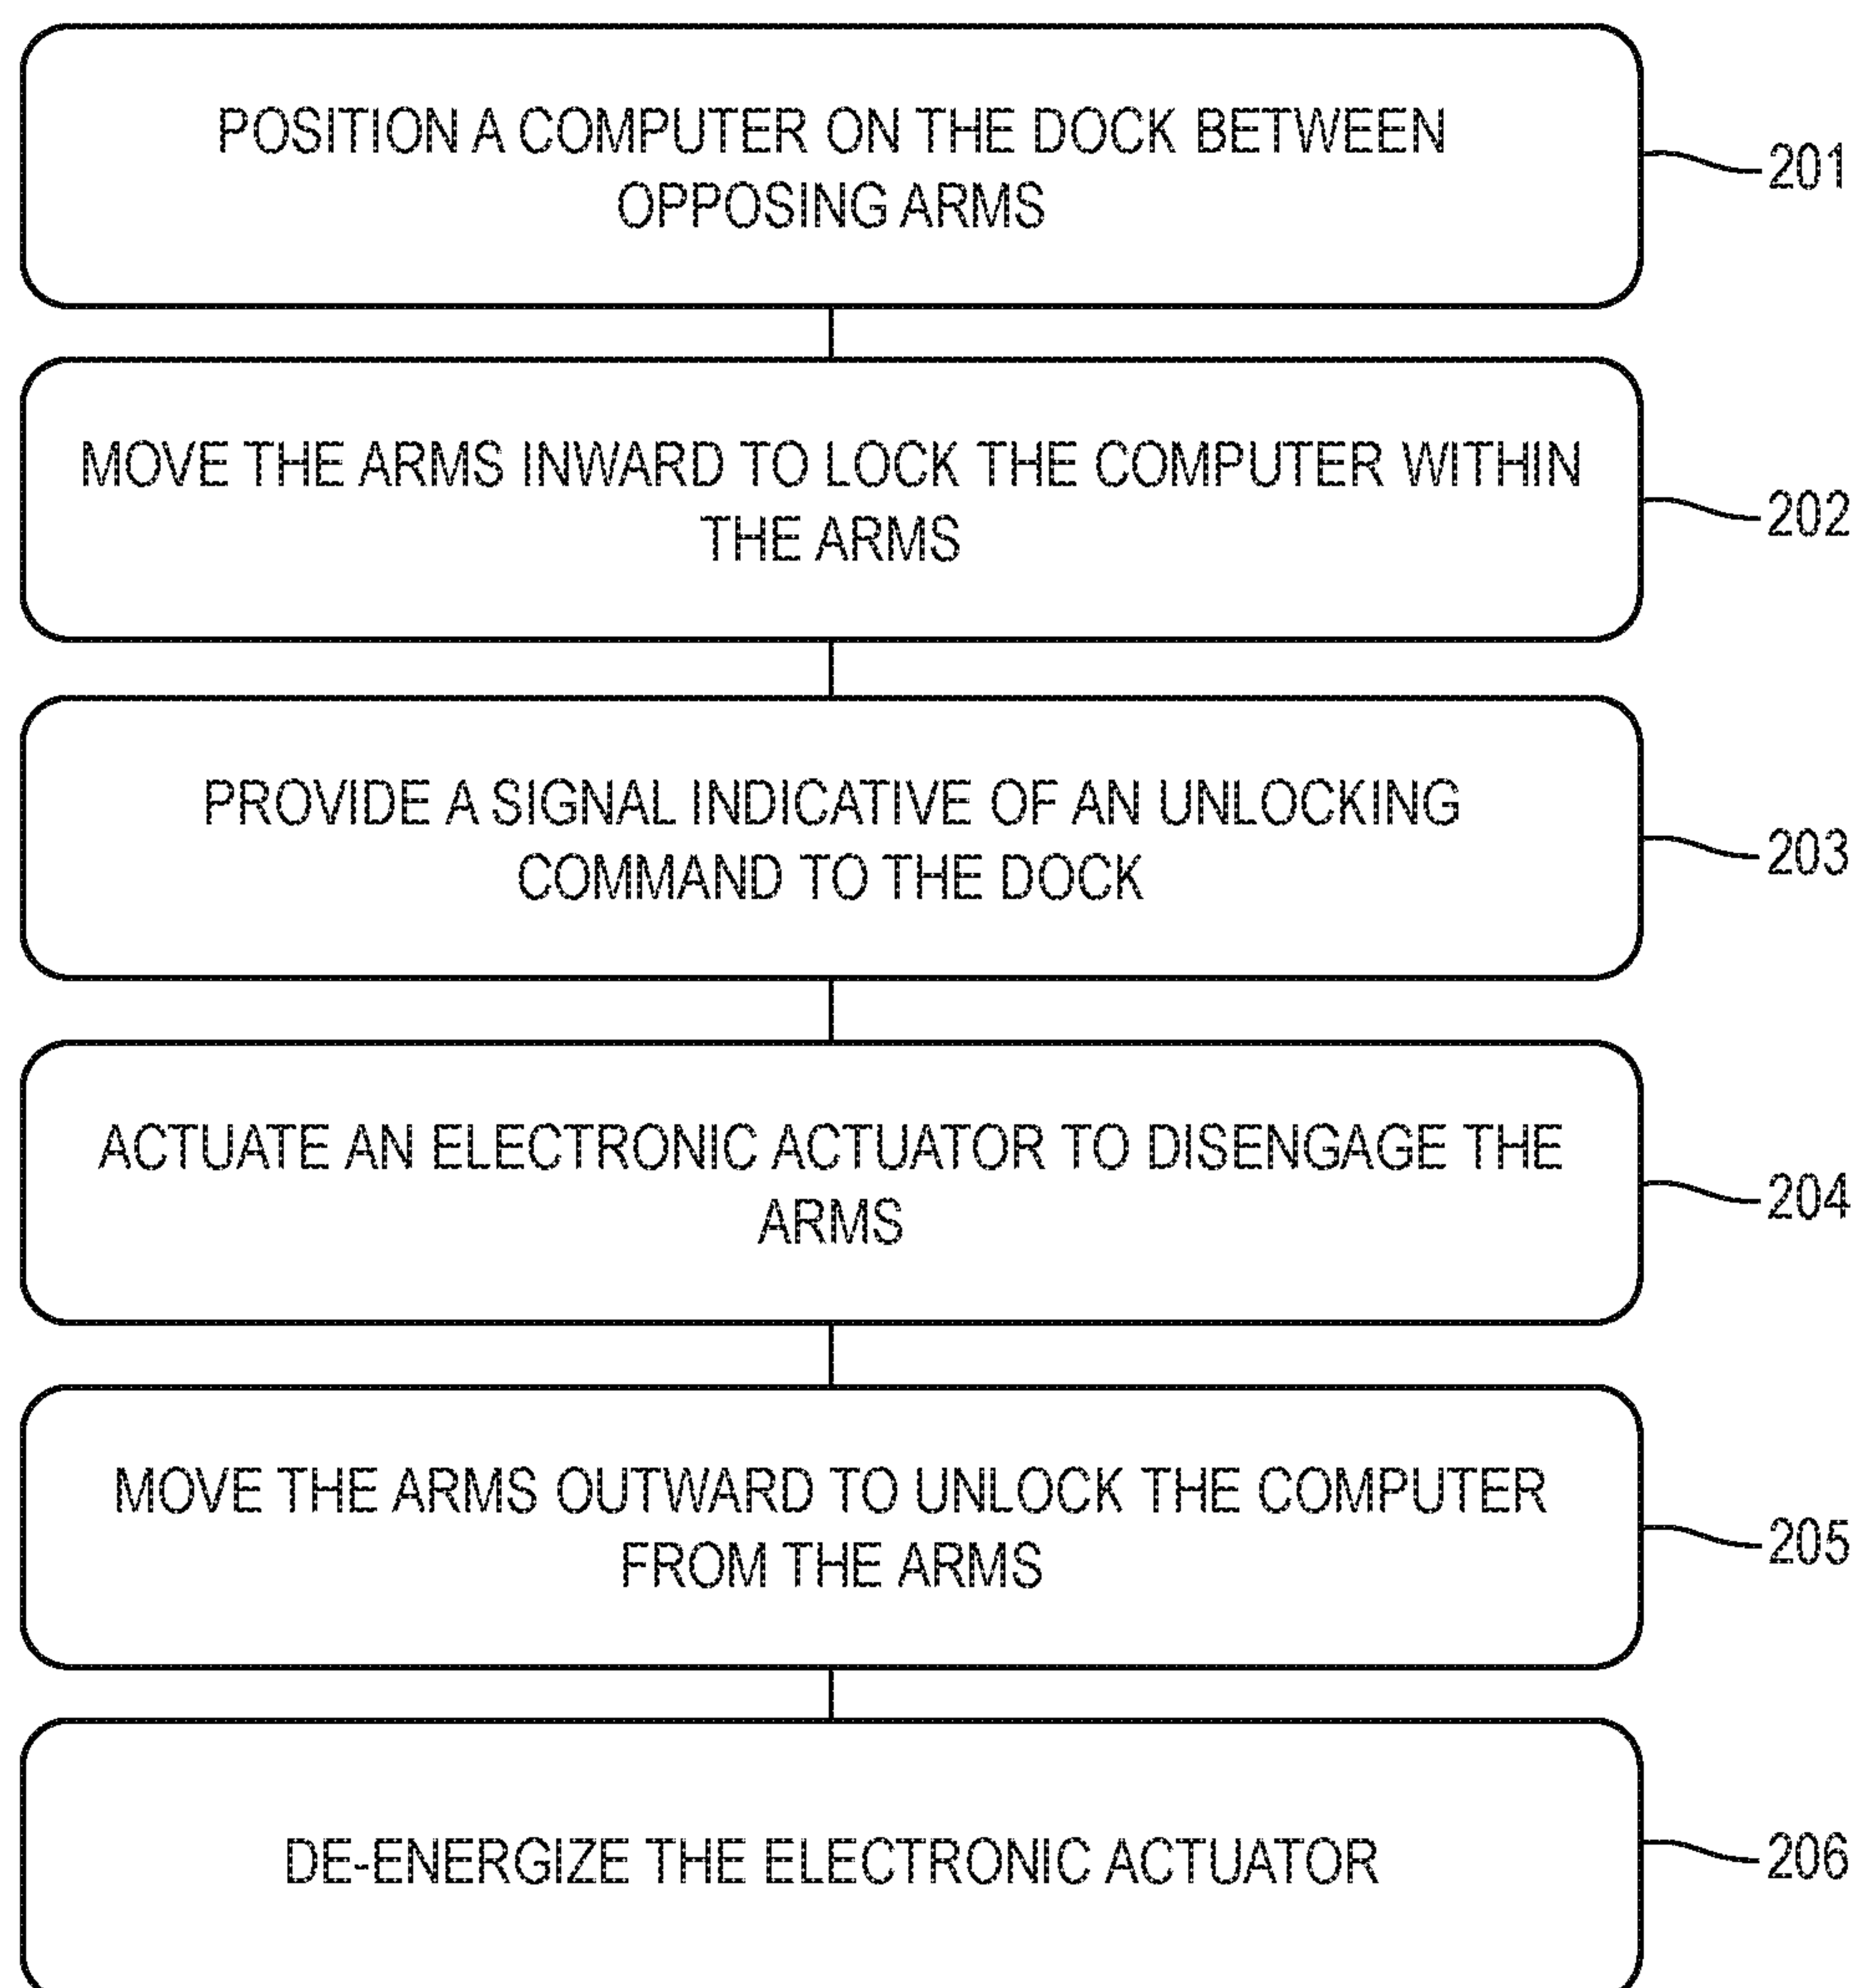 POSITION A COMPUTER ON THE DOCK BETWEEN
OPPOSING ARMS
201
MOVE THE ARMS INWARD TO LOCK THE COMPUTER WITHIN
THE ARMS
202
PROVIDE A SIGNAL INDICATIVE OF AN UNLOCKING
COMMAND TO THE DOCK
203
ACTUATE AN ELECTRONIC ACTUATOR TO DISENGAGE THE
ARMS
204
MOVE THE ARMS OUTWARD TO UNLOCK THE COMPUTER
FROM THE ARMS
205
DE-ENERGIZE THE ELECTRONIC ACTUATOR
206